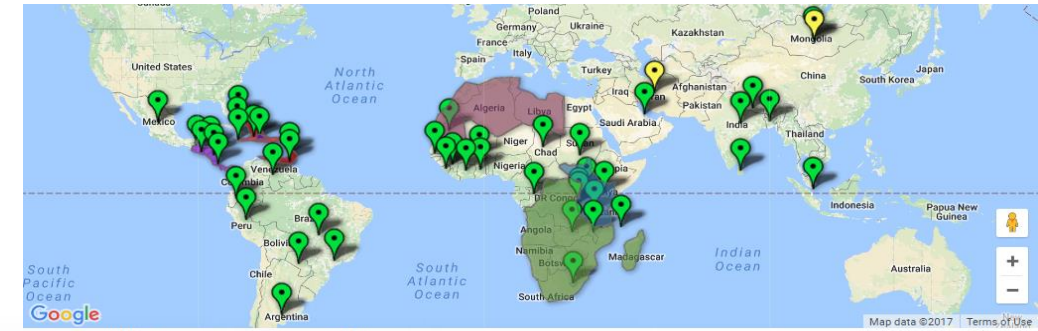 Poland
Germany
Ukraine
Kazakhstan
Mongolia
France
Italy
Spain
Turkey
United States
North
Atlantic
Ocean
Afghanistan
China
South Korea
Japan
Iraq
Pakistan
Algeria
Libya
Egypt
Saudi Arabia
Mexico
India
Thailand
Niger
Chad
Nigeria
Venezuela
DR Congo
Indonesia
Papua New
Guinea
Peru
Angola
Namibia
Madagascar
Indian
Ocean
Australia
South
Pacific
Ocean
Chile
South
Atlantic
Ocean
South Africa
Argentina
Google
Map data ©2017
Terms of Use